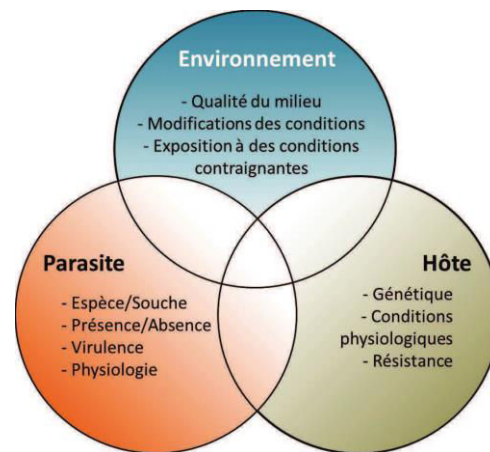 Environnement
- Qualité du milieu
- Modifications des conditions
- Exposition à des conditions
contraignantes
Parasite
- Espèce/Souche
- Présence/Absence
- Virulence
- Physiologie
Hôte
- Génétique
- Conditions
physiologiques
- Résistance